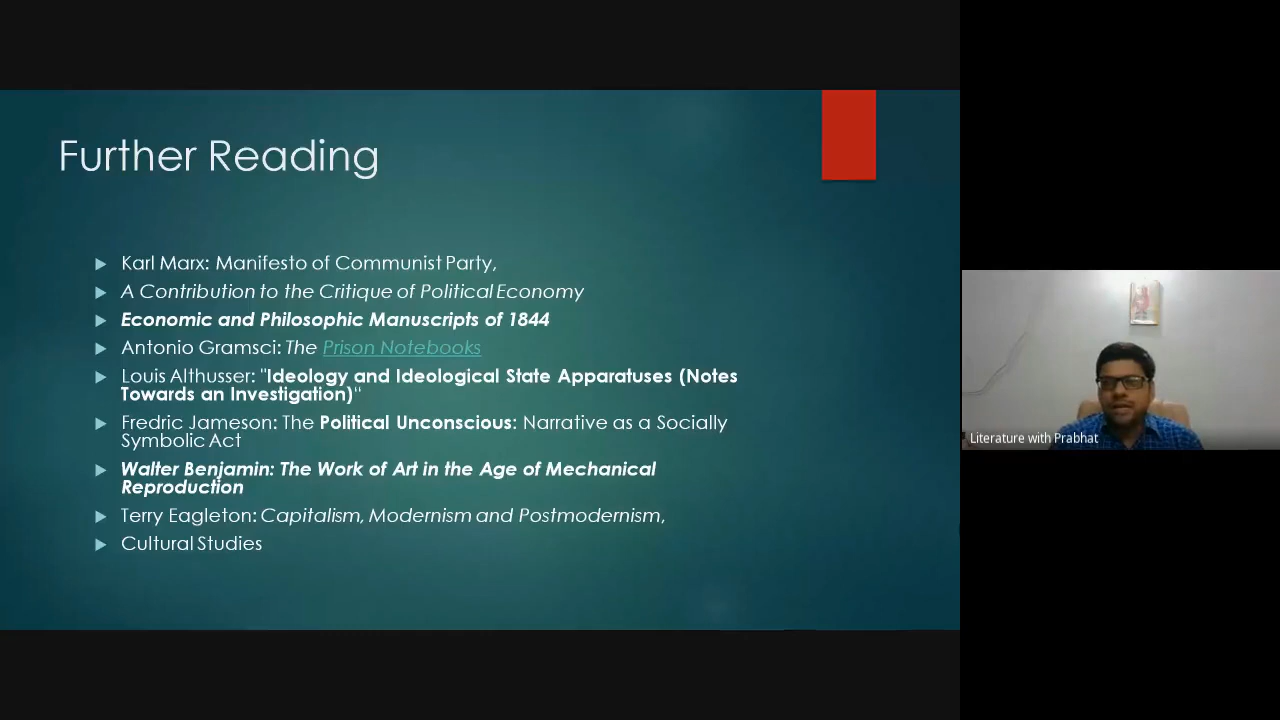 Further Reading
Karl Marx: Manifesto of Communist Party,
A Contribution to the Critique of Political Economy
Economic and Philosophic Manuscripts of 1844
Antonio Gramsci: The Prison Notebooks
Louis Althusser: "Ideology and Ideological State Apparatuses (Notes
Towards an Investigation)“
Fredric Jameson: The Political Unconscious: Narrative as a Socially
Symbolic Act
Walter Benjamin: The Work of Art in the Age of Mechanical
Reproduction
Terry Eagleton: Capitalism, Modernism and Postmodernism,
Cultural Studies
Literature with Prabhat